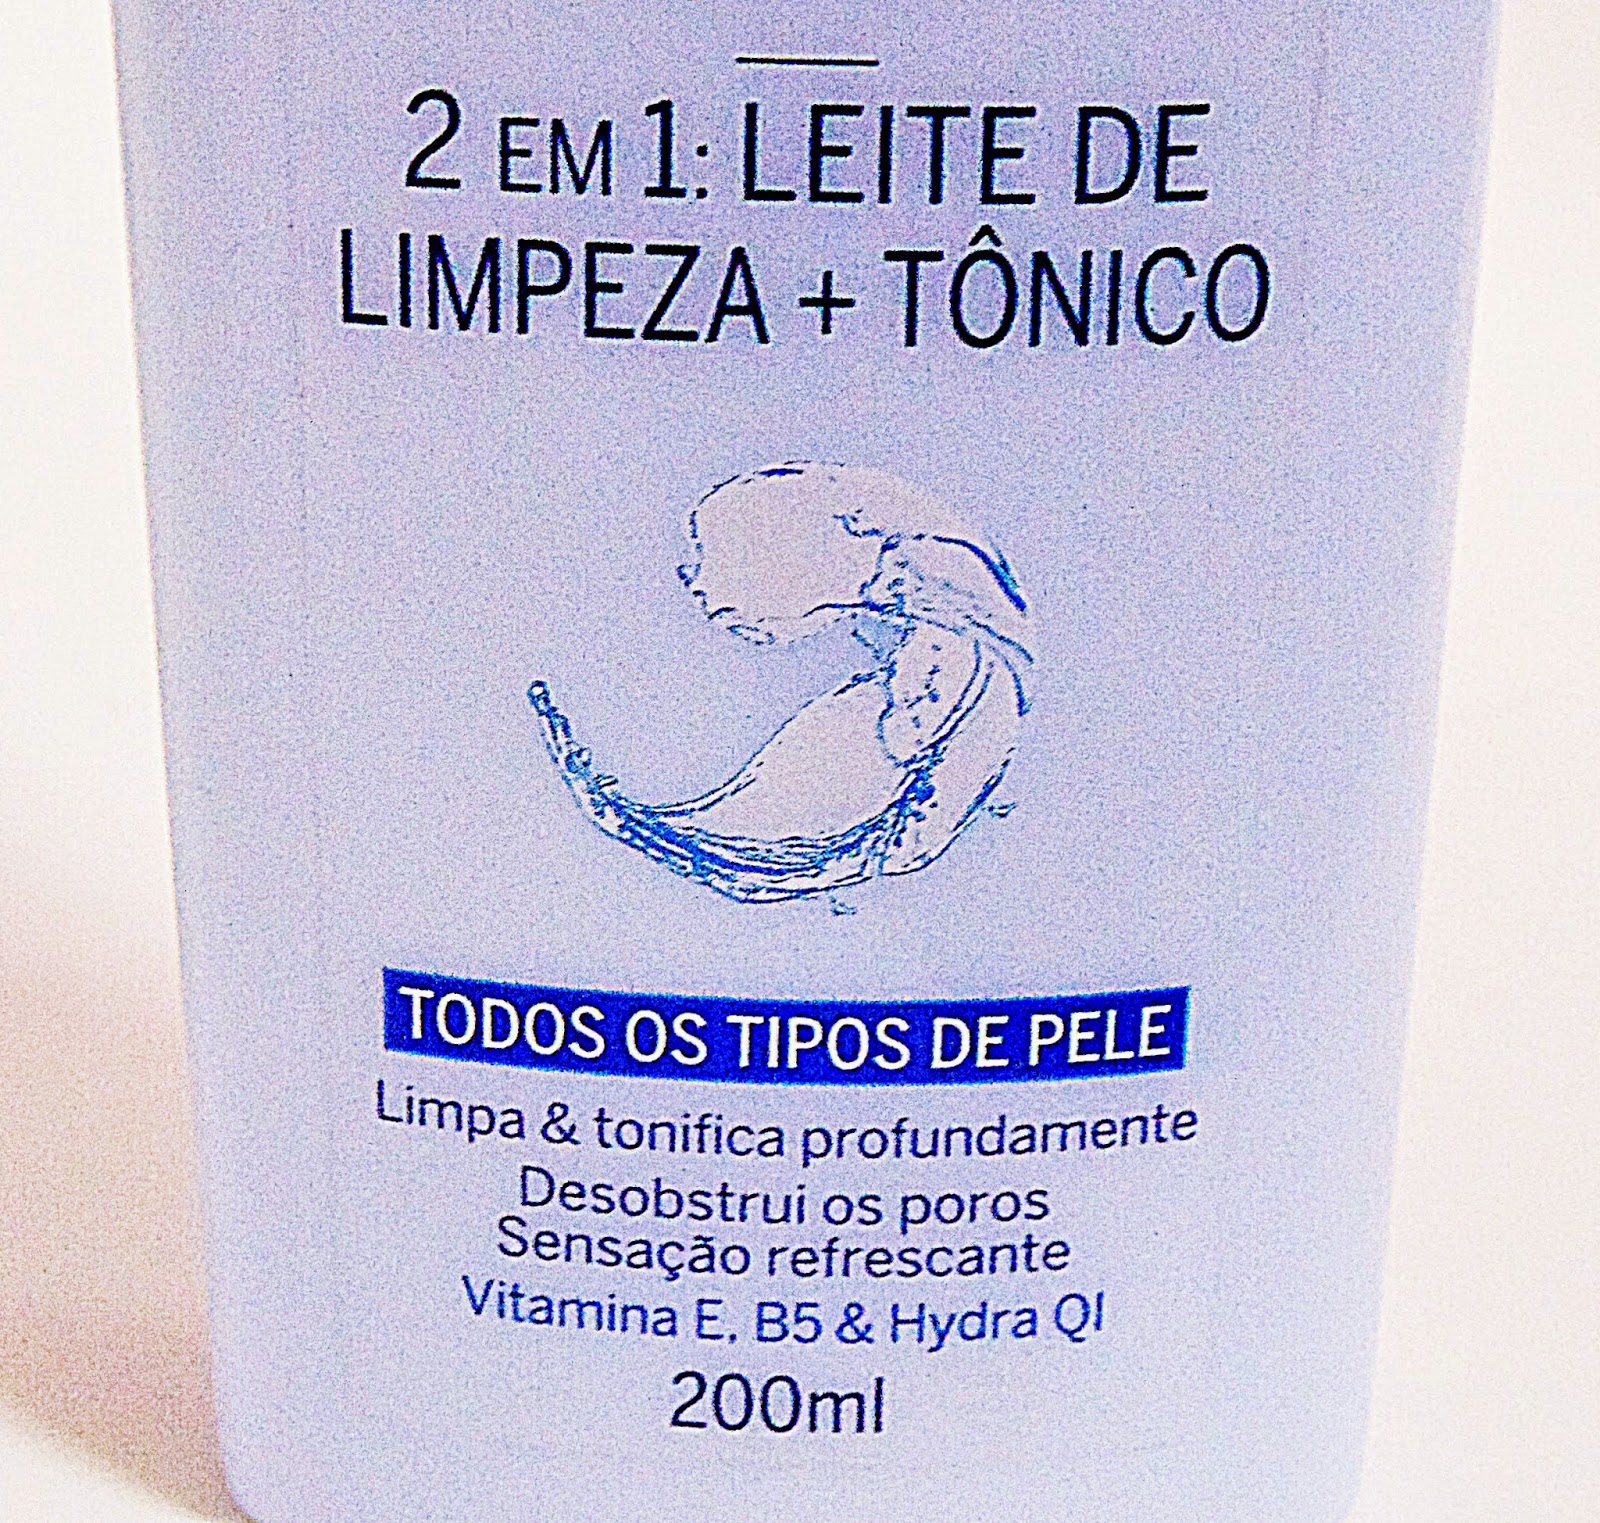 2 EM 1: LEITE DE
LIMPEZA + TÔNICO
TODOS OS TIPOS DE PELE
Limpa & tonifica profundamente
Desobstrui os poros
Sensação refrescante
Vitamina E, B5 & Hydra QI
200ml